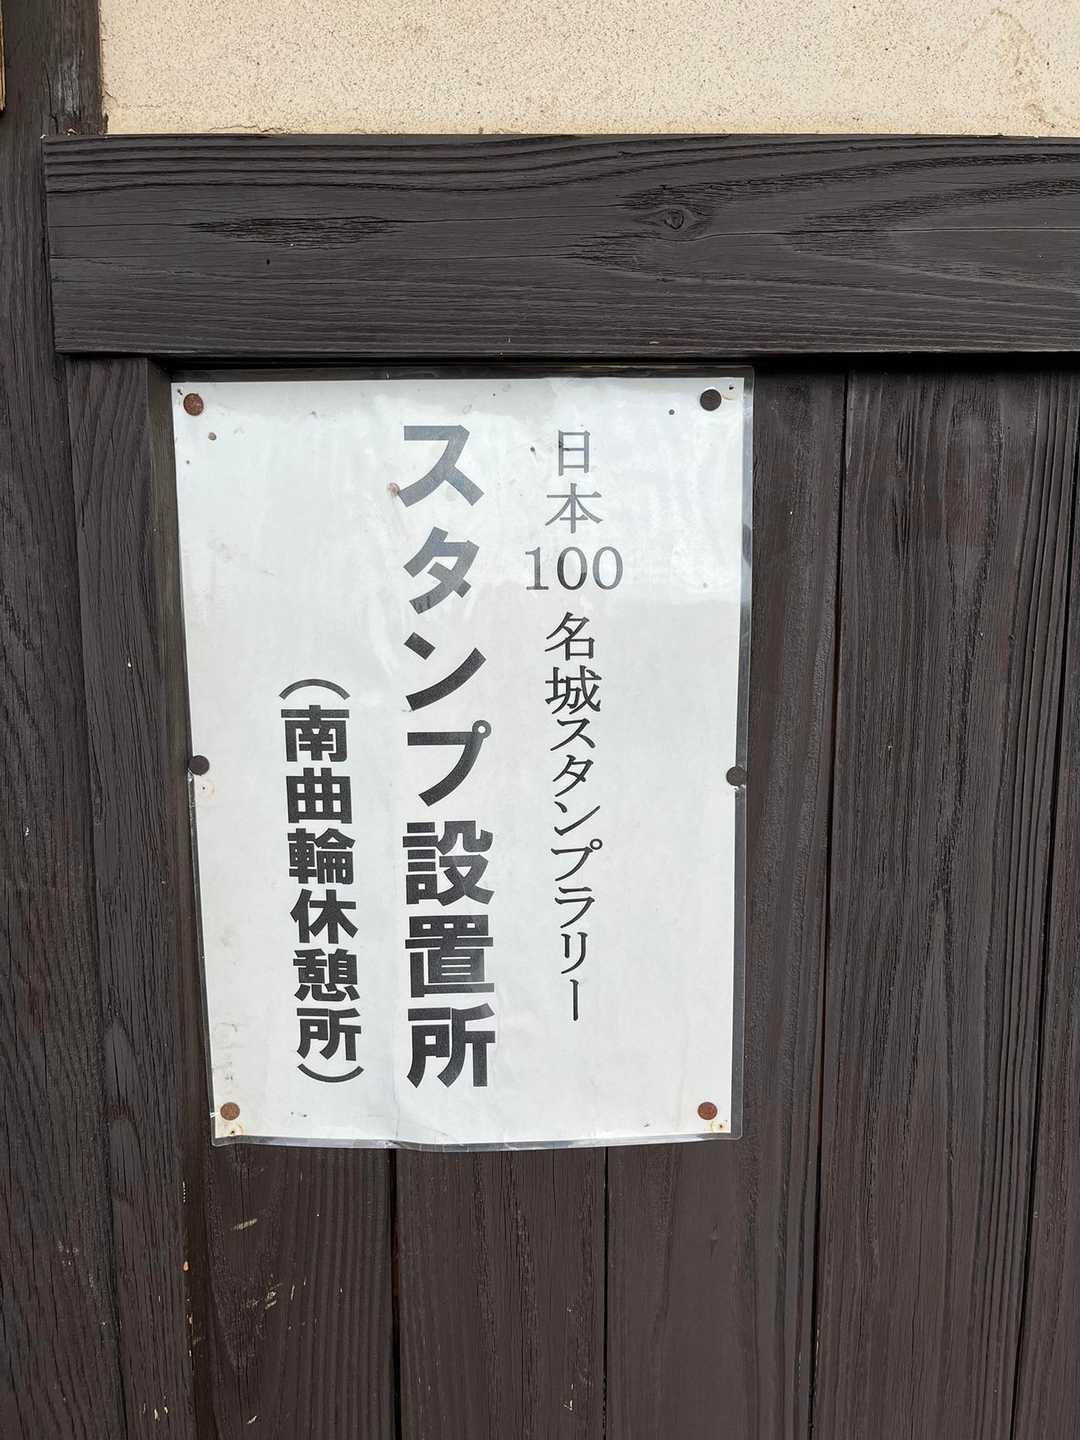 日本100名城スタンプラリー
スタンプ設置所
（南曲輪休憩所）